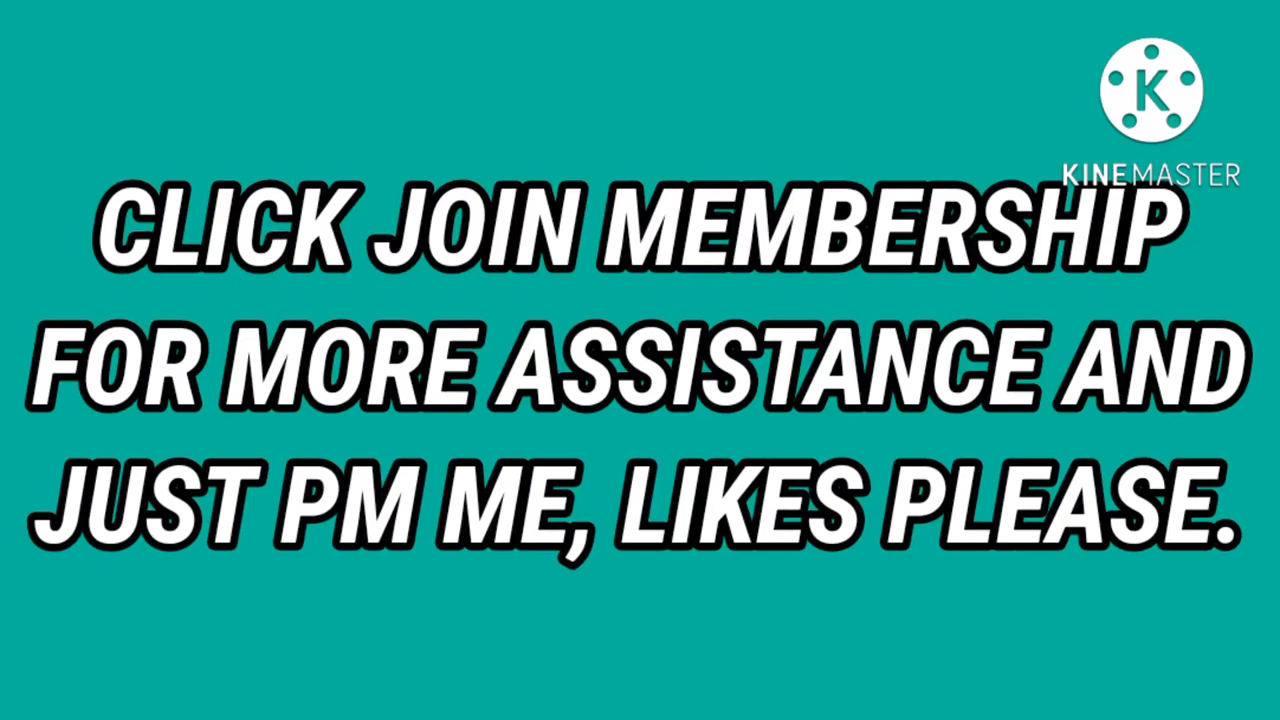 K
KINEMASTER
CLICK JOIN MEMBERSHIP
FOR MORE ASSISTANCE AND
JUST PM ME, LIKES PLEASE.